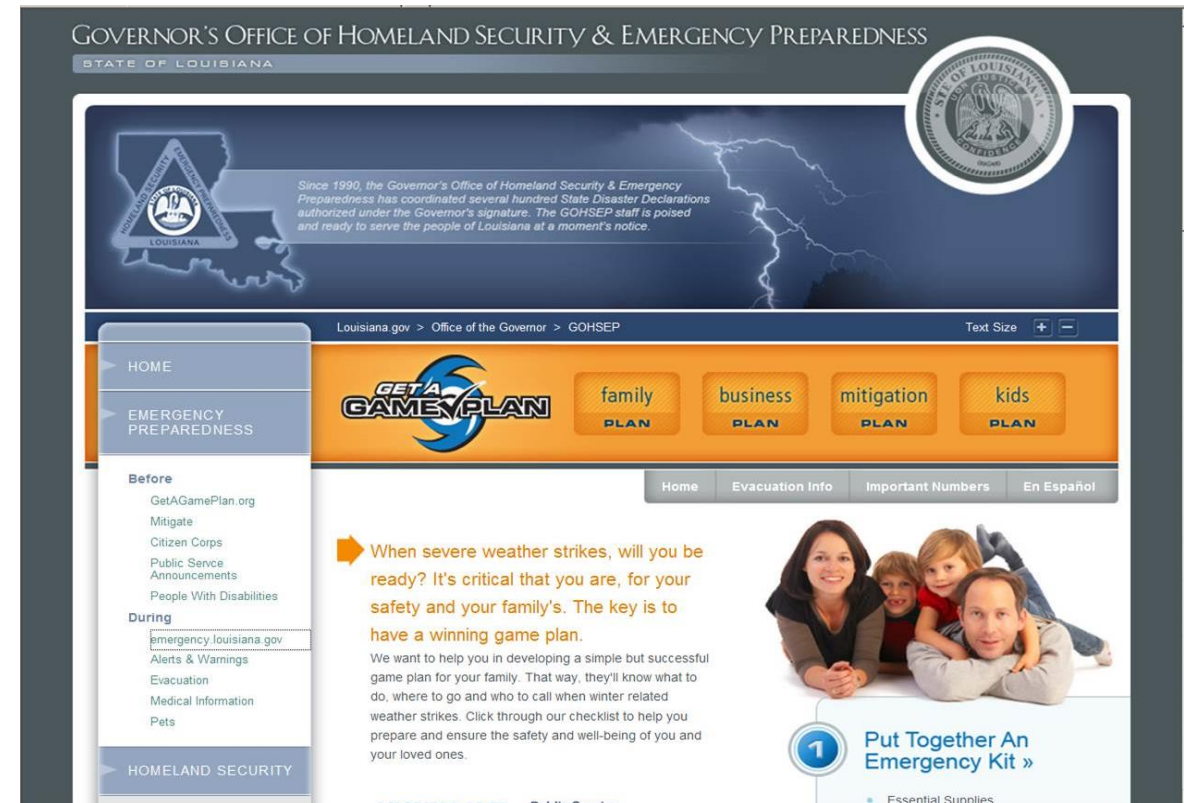 GOVERNOR'S OFFICE OF HOMELAND SECURITY & EMERGENCY PREPAREDNESS
STATE OF LOUISIANA
STATE OF LOUISIANA
UNION JUSTICE
CONFIDENCE
HOMELAND SECURITY
EMERGENCY PREPAREDNESS
LOUISIANA
Since 1990, the Governor's Office of Homeland Security & Emergency
Preparedness has coordinated several hundred State Disaster Declarations
authorized under the Governor's signature. The GOHSEP staff is poised
and ready to serve the people of Louisiana at a moment's notice.
Louisiana.gov > Office of the Governor > GOHSEP
Text Size + −
HOME
EMERGENCY
PREPAREDNESS
Before
GetAGamePlan.org
Mitigate
Citizen Corps
Public Servce
Announcements
People With Disabilities
During
emergency.louisiana.gov
Alerts & Warnings
Evacuation
Medical Information
Pets
HOMELAND SECURITY
GET A
GAME PLAN
family
PLAN
business
PLAN
mitigation
PLAN
kids
PLAN
Home Evacuation Info Important Numbers En Español
When severe weather strikes, will you be
ready? It's critical that you are, for your
safety and your family's. The key is to
have a winning game plan.
We want to help you in developing a simple but successful
game plan for your family. That way, they'll know what to
do, where to go and who to call when winter related
weather strikes. Click through our checklist to help you
prepare and ensure the safety and well-being of you and
your loved ones.
1
Put Together An
Emergency Kit »
Essential Supplies